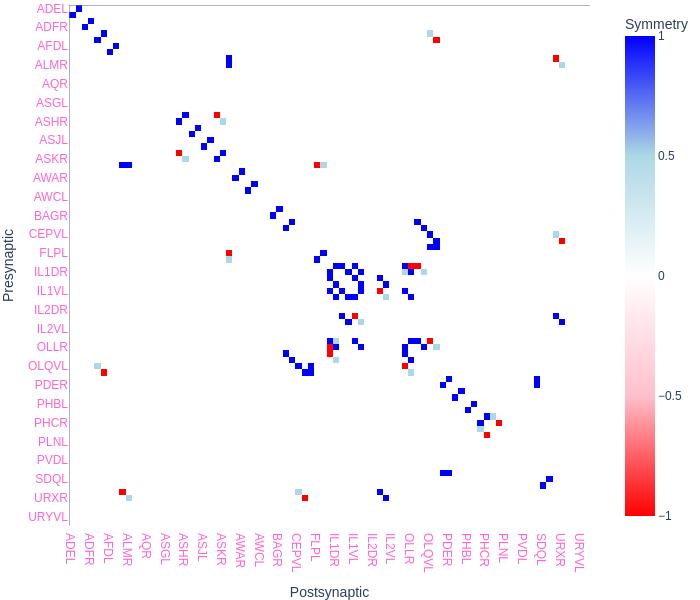 Symmetry
1
0.5
0
−0.5
−1
Presynaptic
ADEL
ADFR
AFDL
ALMR
AQR
ASGL
ASHR
ASJL
ASKR
AWAR
AWCL
BAGR
CEPVL
FLPL
IL1DR
IL1VL
IL2DR
IL2VL
OLLR
OLQVL
PDER
PHBL
PHCR
PLNL
PVDL
SDQL
URXR
URYVL
ADEL
ADFR
AFDL
ALMR
AQR
ASGL
ASHR
ASJL
ASKR
AWAR
AWCL
BAGR
CEPVL
FLPL
IL1DR
IL1VL
IL2DR
IL2VL
OLLR
OLQVL
PDER
PHBL
PHCR
PLNL
PVDL
SDQL
URXR
URYVL
Postsynaptic